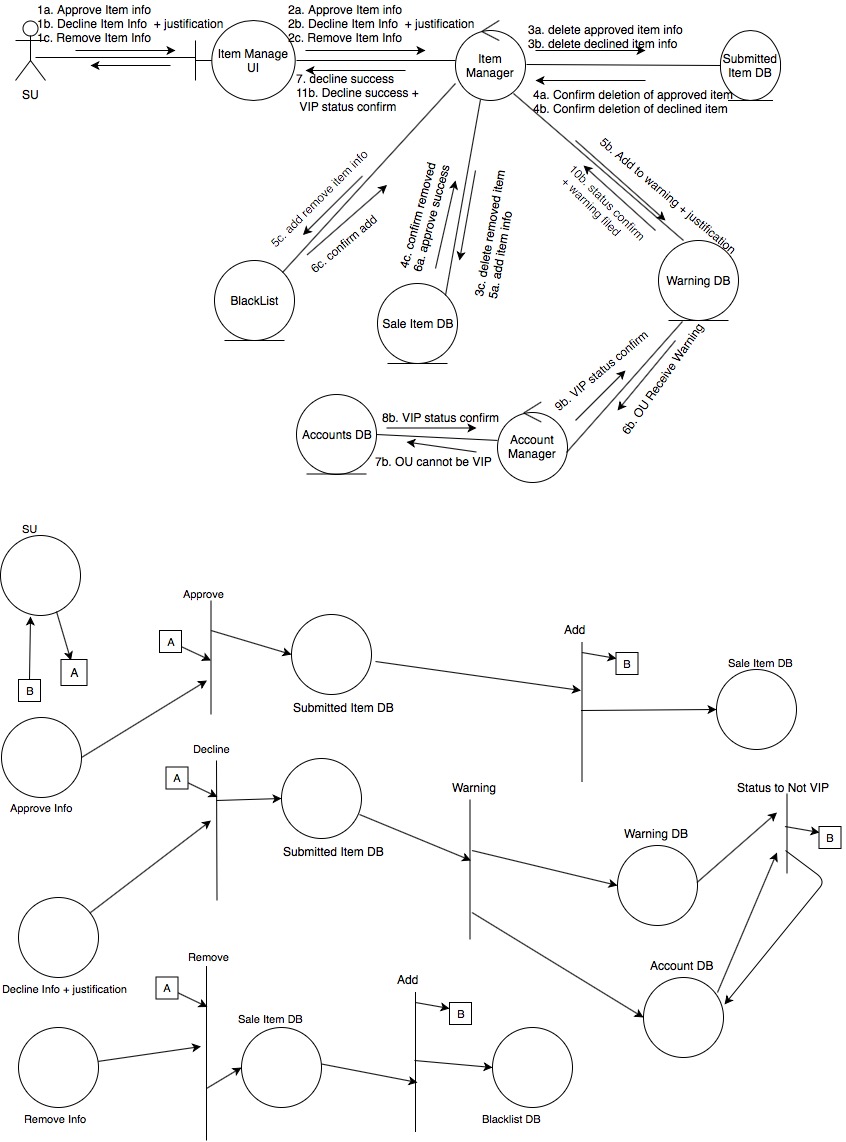 1a. Approve Item info
1b. Decline Item Info + justification
1c. Remove Item Info
SU
Item Manage
UI
2a. Approve Item info
2b. Decline Item Info + justification
2c. Remove Item Info
7. decline success
11b. Decline success +
VIP status confirm
Item
Manager
3a. delete approved item info
3b. delete declined item info
4a. Confirm deletion of approved item
4b. Confirm deletion of declined item
Submitted
Item DB
5c. add remove item info
6c. confirm add
4c. confirm removed
6a. approve success
3c. delete removed item
5a. add item info
5b. Add to warning + justification
10b. status confirm
+ warning filed
BlackList
Sale Item DB
Warning DB
9b. VIP status confirm
6b. OU Receive Warning
Accounts DB
8b. VIP status confirm
7b. OU cannot be VIP
Account
Manager
SU
A
B
Approve
A
Submitted Item DB
Add
B
Sale Item DB
Approve Info
Decline
A
Submitted Item DB
Warning
Warning DB
Status to Not VIP
B
Decline Info + justification
Account DB
Remove
A
Sale Item DB
Add
B
Remove Info
Blacklist DB